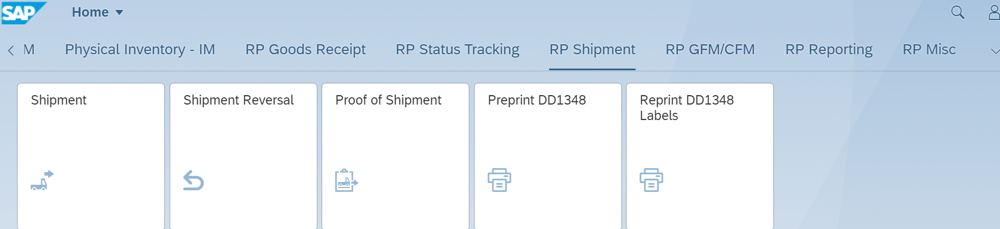 SAP
Home
M
Physical Inventory - IM
RP Goods Receipt
RP Status Tracking
RP Shipment
RP GFM/CFM
RP Reporting
RP Misc
Shipment
Shipment Reversal
Proof of Shipment
Preprint DD1348
Reprint DD1348
Labels